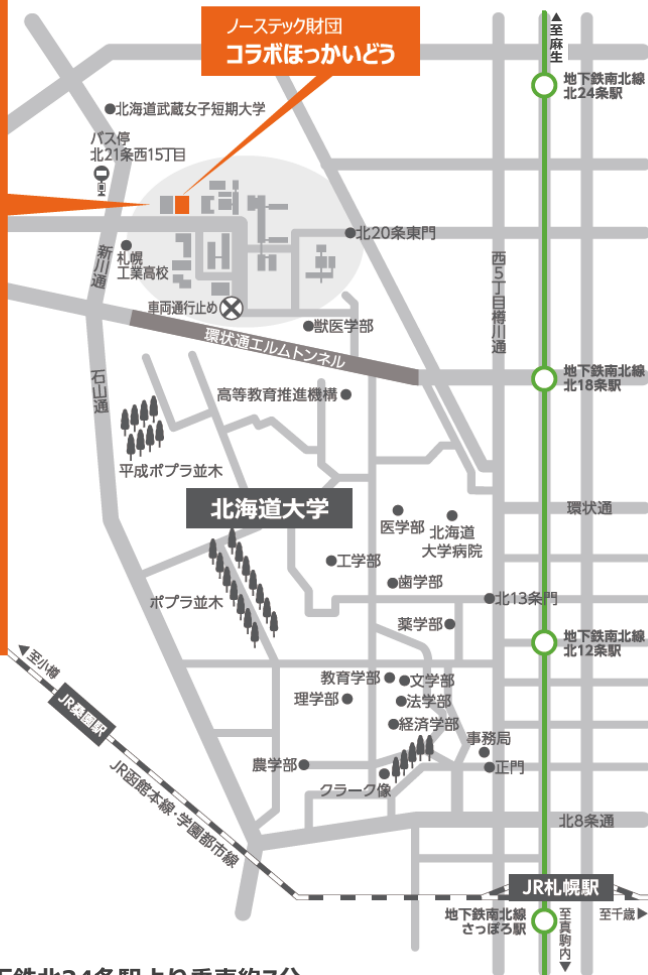 ノーステック財団
コラボほっかいどう
▲至麻生
地下鉄南北線
北24条駅
●北海道武蔵女子短期大学
バス停
北21条西15丁目
●北20条東門
札幌
工業高校
新川通
西5丁目樽川通
車両通行止め
●獣医学部
環状通エルムトンネル
地下鉄南北線
北18条駅
石山通
高等教育推進機構●
平成ポプラ並木
北海道大学
環状通
医学部
北海道
大学病院
●工学部
●歯学部
ポプラ並木
●北13条門
薬学部●
地下鉄南北線
北12条駅
◀至小樽
教育学部●
●文学部
理学部●
●法学部
●経済学部
JR桑園駅
事務局
農学部●
●正門
クラーク像
JR函館本線・学園都市線
北8条通
JR札幌駅
地下鉄南北線
さっぽろ駅
至真駒内▼
至千歳▶